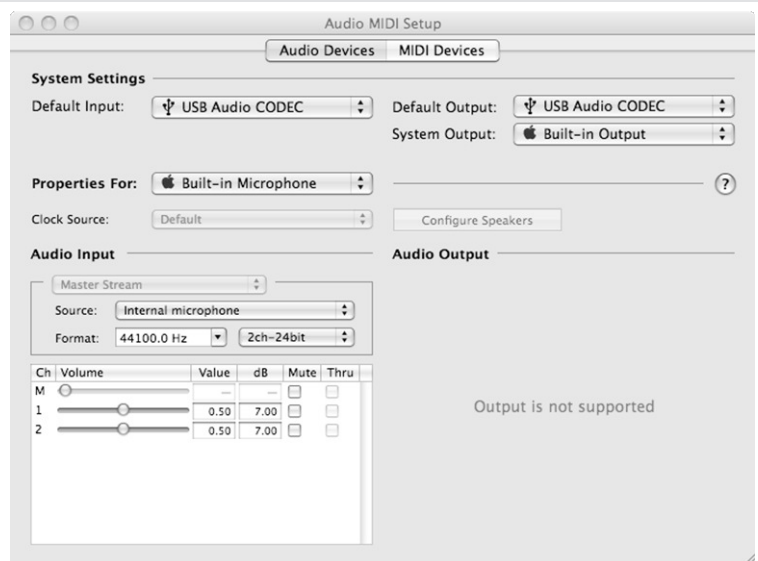 Audio MIDI Setup
Audio Devices MIDI Devices
System Settings
Default Input: USB Audio CODEC Default Output: USB Audio CODEC
System Output: Built-in Output
Properties For: Built-in Microphone ?
Clock Source: Default Configure Speakers
Audio Input Audio Output
Master Stream
Source: Internal microphone
Format: 44100.0 Hz 2ch-24bit
Ch Volume Value dB Mute Thru
M — —
1 0.50 7.00
2 0.50 7.00
Output is not supported